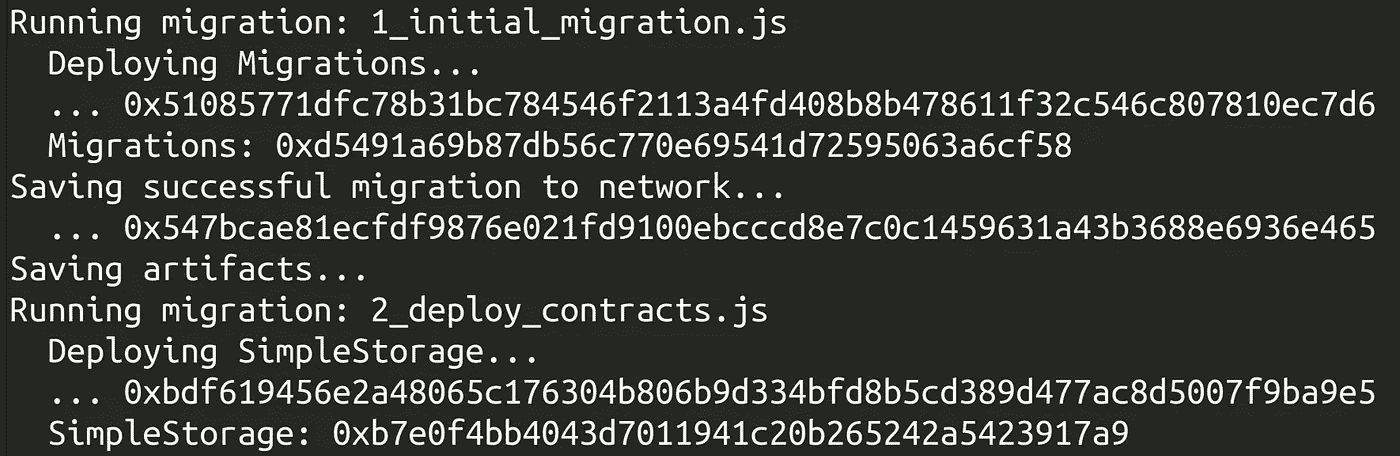 Running migration: 1_initial_migration.js
Deploying Migrations...
... 0x51085771dfc78b31bc784546f2113a4fd408b8b478611f32c546c807810ec7d6
Migrations: 0xd5491a69b87db56c770e69541d72595063a6cf58
Saving successful migration to network...
... 0x547bcae81ecfdf9876e021fd9100ebcccd8e7c0c1459631a43b3688e6936e465
Saving artifacts...
Running migration: 2_deploy_contracts.js
Deploying SimpleStorage...
... 0xbdf619456e2a48065c176304b806b9d334bfd8b5cd389d477ac8d5007f9ba9e5
SimpleStorage: 0xb7e0f4bb4043d7011941c20b265242a5423917a9